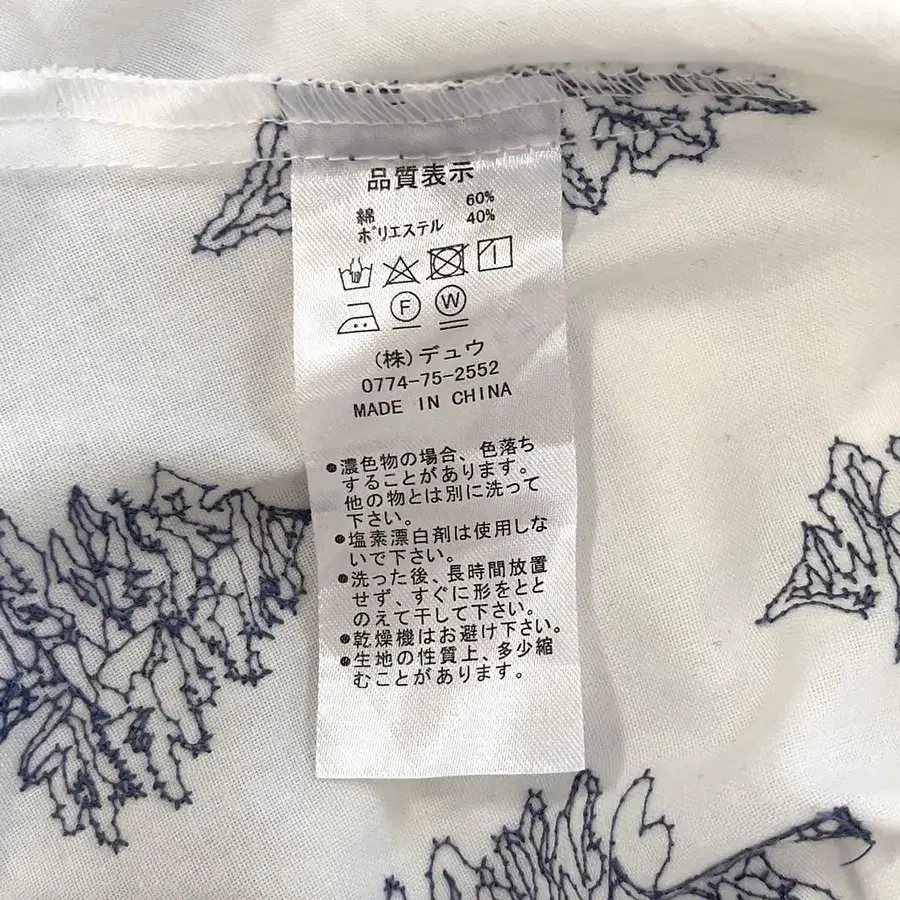 品質表示
綿 60%
ポリエステル 40%
F W
(株)デュウ
0774-75-2552
MADE IN CHINA
●濃色物の場合、色落ち
することがあります。
他の物とは別に洗って
下さい。
●塩素漂白剤は使用しな
いで下さい。
●洗った後、長時間放置
せず、すぐに形をとと
のえて干して下さい。
●乾燥機はお避け下さい。
●生地の性質上、多少縮
むことがあります。